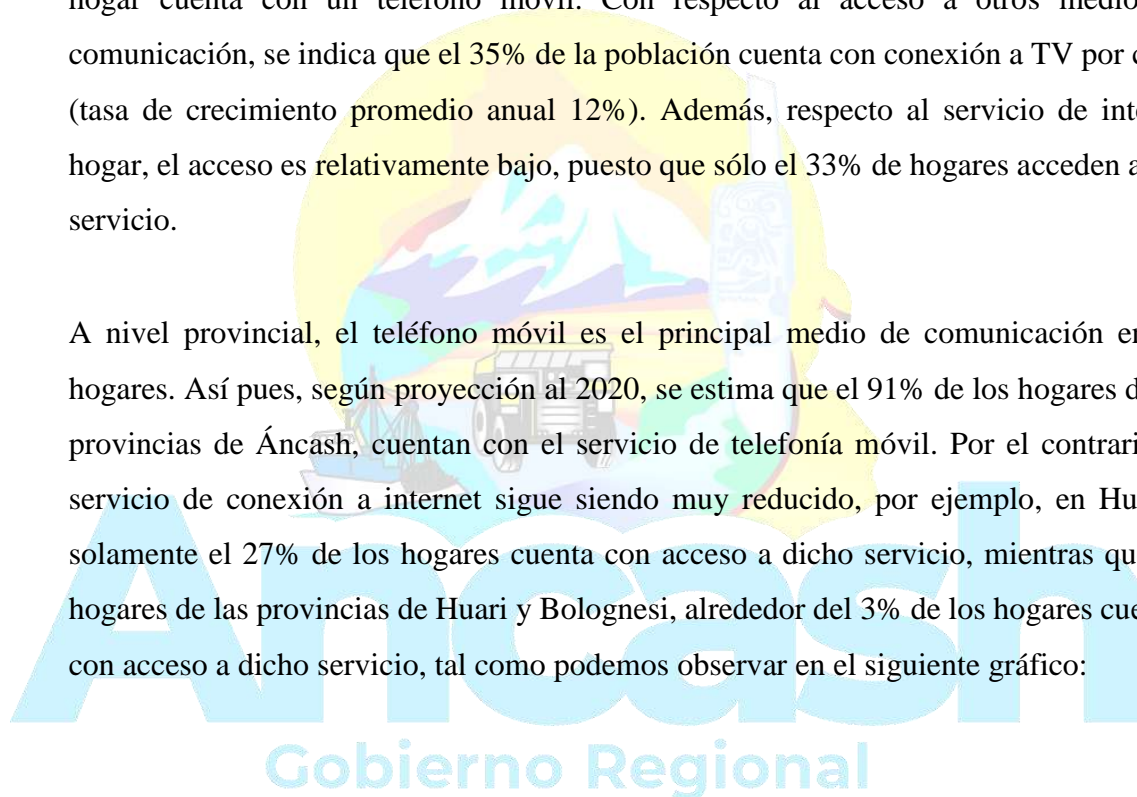 hogar cuenta con un teléfono móvil. Con respecto al acceso a otros medio
comunicación, se indica que el 35% de la población cuenta con conexión a TV por
(tasa de crecimiento promedio anual 12%). Además, respecto al servicio de
hogar, el acceso es relativamente bajo, puesto que sólo el 33% de hogares acceden a
servicio.
A nivel provincial, el teléfono móvil es el principal medio de comunicación
hogares. Así pues, según proyección al 2020, se estima que el 91% de los hogares
provincias de Áncash, cuentan con el servicio de telefonía móvil. Por el contrari
servicio de conexión a internet sigue siendo muy reducido, por ejemplo, en Hu
solamente el 27% de los hogares cuenta con acceso a dicho servicio, mientras qu
hogares de las provincias de Huari y Bolognesi, alrededor del 3% de los hogares cue
con acceso a dicho servicio, tal como podemos observar en el siguiente gráfico:
Ancash
Gobierno Regional